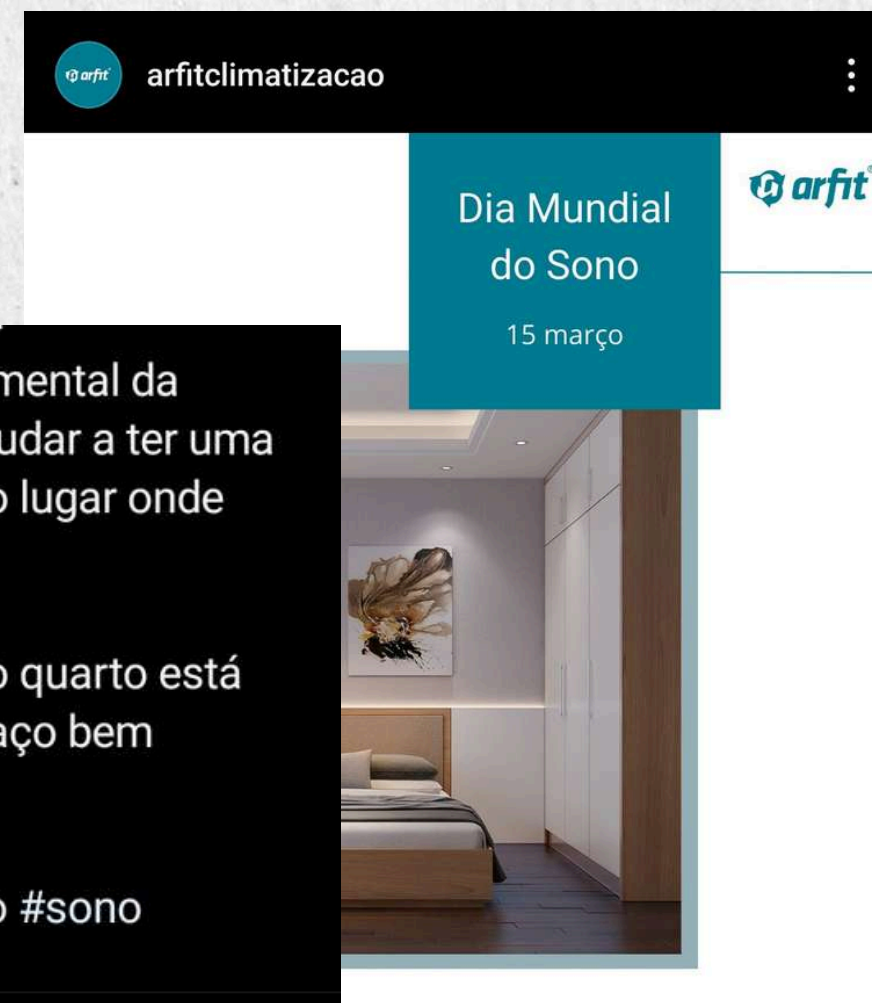 arfit
arfitclimatizacao
Dia Mundial
do Sono
15 março
arfit
mental da
udar a ter uma
o lugar onde
o quarto está
aço bem
o #sono